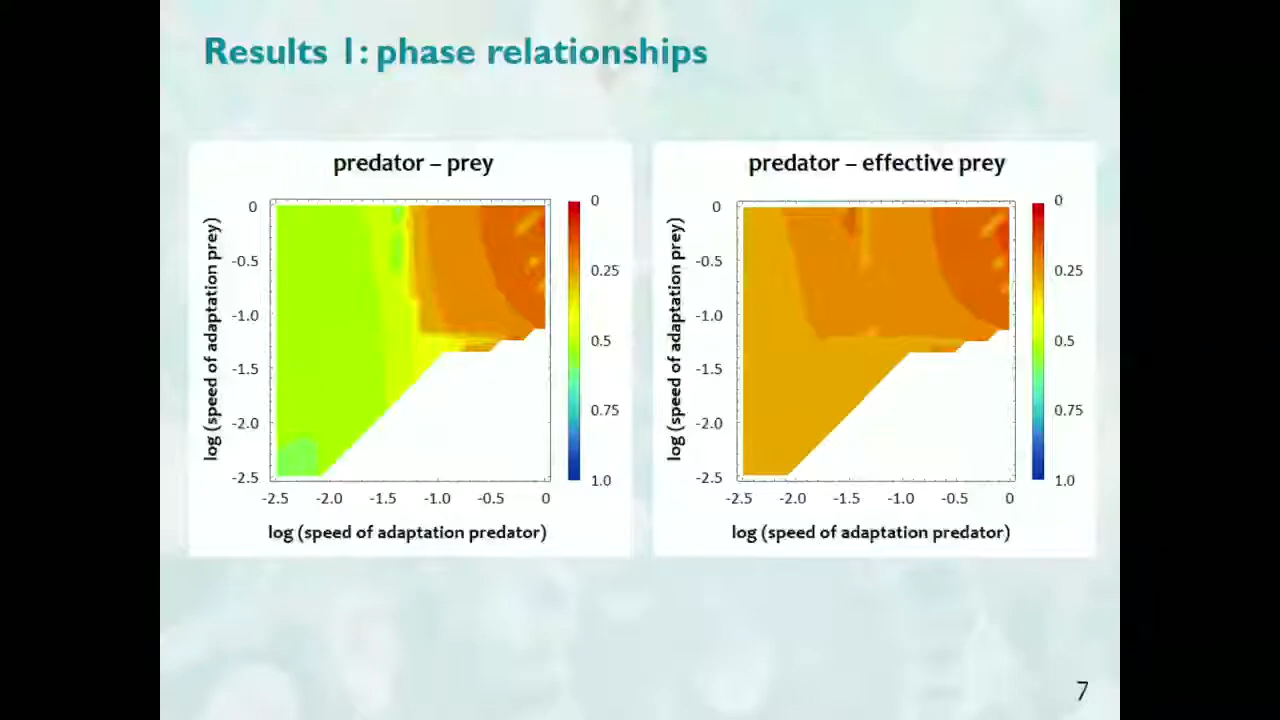 Results 1: phase relationships
predator – prey
0
-0.5
-1.0
-1.5
-2.0
-2.5
log (speed of adaptation prey)
-2.5 -2.0 -1.5 -1.0 -0.5 0
log (speed of adaptation predator)
0
0.25
0.5
0.75
1.0
predator – effective prey
0
-0.5
-1.0
-1.5
-2.0
-2.5
log (speed of adaptation prey)
-2.5 -2.0 -1.5 -1.0 -0.5 0
log (speed of adaptation predator)
0
0.25
0.5
0.75
1.0
7